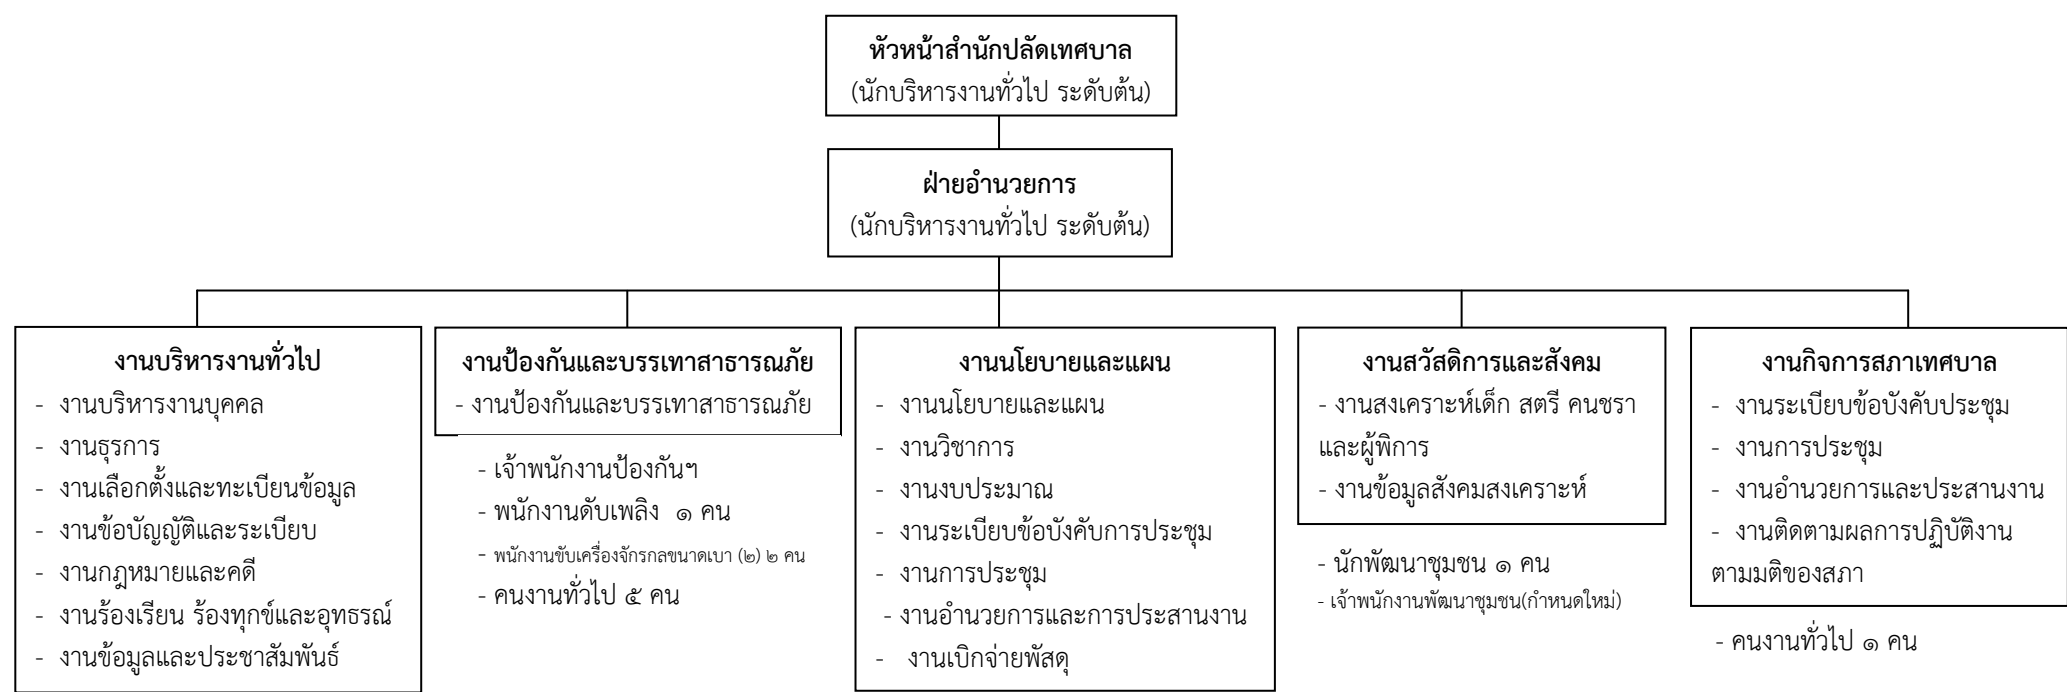 หัวหน้าสำนักปลัดเทศบาล
(นักบริหารงานทั่วไป ระดับต้น)
ฝ่ายอำนวยการ
(นักบริหารงานทั่วไป ระดับต้น)
งานบริหารงานทั่วไป
- งานบริหารงานบุคคล
- งานธุรการ
- งานเลือกตั้งและทะเบียนข้อมูล
- งานข้อบัญญัติและระเบียบ
- งานกฎหมายและคดี
- งานร้องเรียน ร้องทุกข์และอุทธรณ์
- งานข้อมูลและประชาสัมพันธ์
งานป้องกันและบรรเทาสาธารณภัย
- งานป้องกันและบรรเทาสาธารณภัย
- เจ้าพนักงานป้องกันฯ
- พนักงานดับเพลิง ๑ คน
- พนักงานขับเครื่องจักรกลขนาดเบา (๒) ๒ คน
- คนงานทั่วไป ๕ คน
งานนโยบายและแผน
- งานนโยบายและแผน
- งานวิชาการ
- งานงบประมาณ
- งานระเบียบข้อบังคับการประชุม
- งานการประชุม
- งานอำนวยการและการประสานงาน
- งานเบิกจ่ายพัสดุ
งานสวัสดิการและสังคม
- งานสงเคราะห์เด็ก สตรี คนชรา
และผู้พิการ
- งานข้อมูลสังคมสงเคราะห์
- นักพัฒนาชุมชน ๑ คน
- เจ้าพนักงานพัฒนาชุมชน(กำหนดใหม่)
งานกิจการสภาเทศบาล
- งานระเบียบข้อบังคับประชุม
- งานการประชุม
- งานอำนวยการและประสานงาน
- งานติดตามผลการปฏิบัติงาน
ตามมติของสภา
- คนงานทั่วไป ๑ คน